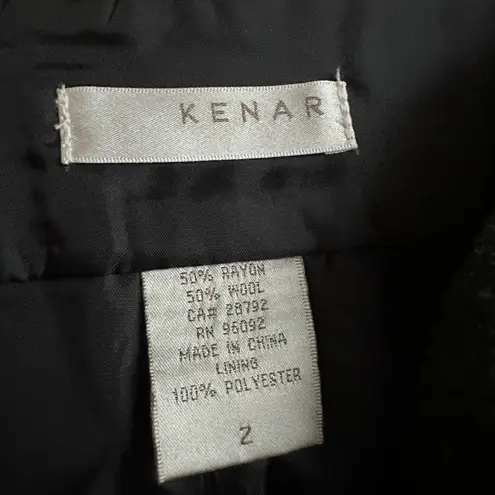 KENAR
50% RAYON
50% WOOL
CA# 28792
RN 96092
MADE IN CHINA
LINING
100% POLYESTER
2